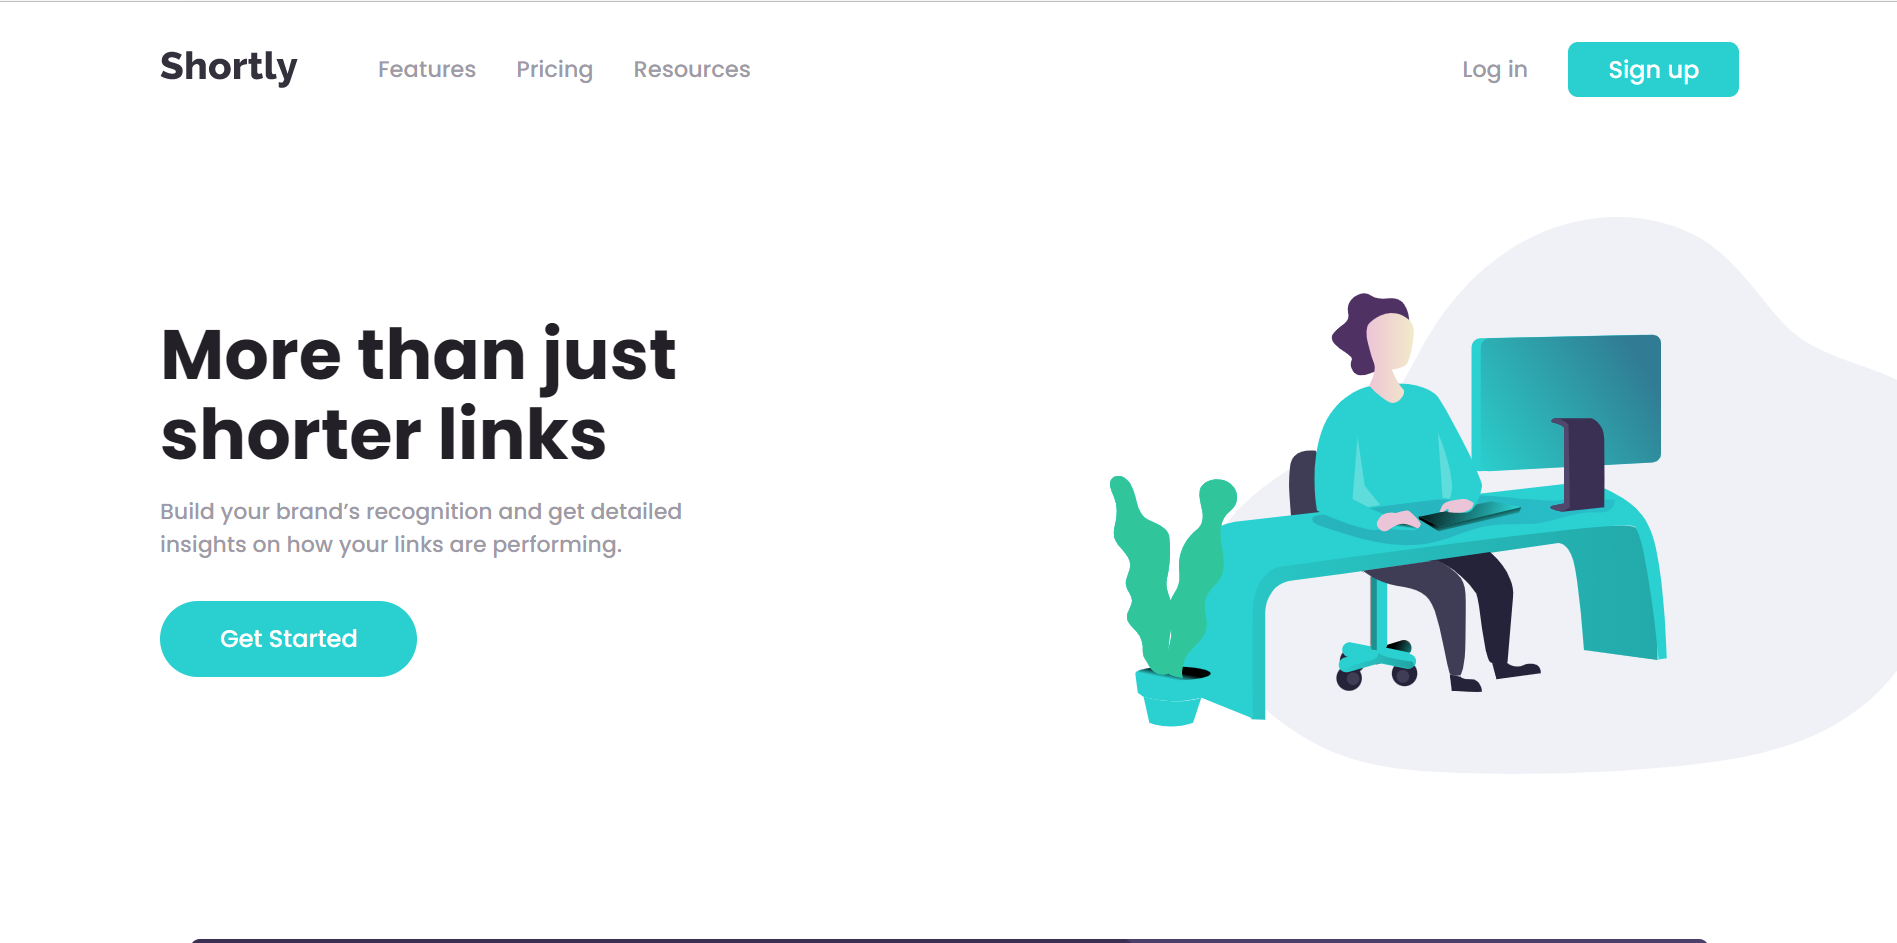 Shortly
Features
Pricing
Resources
Log in
Sign up
More than just
shorter links
Build your brand’s recognition and get detailed
insights on how your links are performing.
Get Started